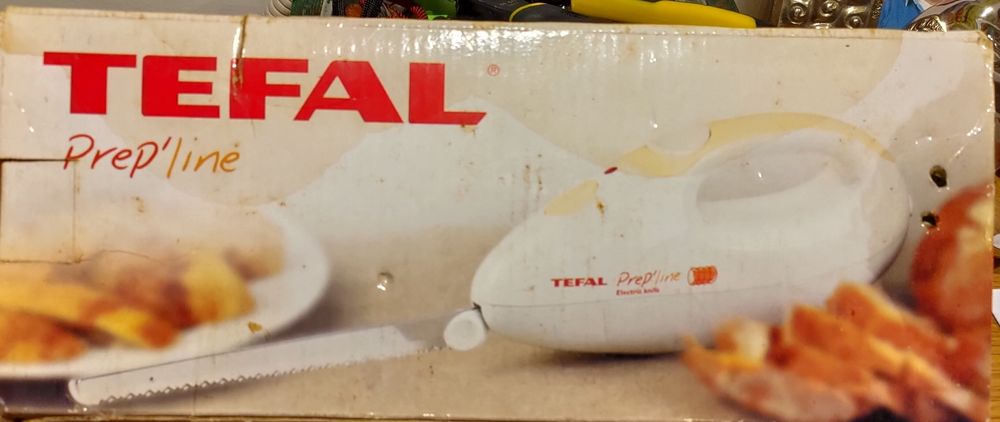 TEFAL®
Prep'line
TEFAL Prep'line
Electric knife